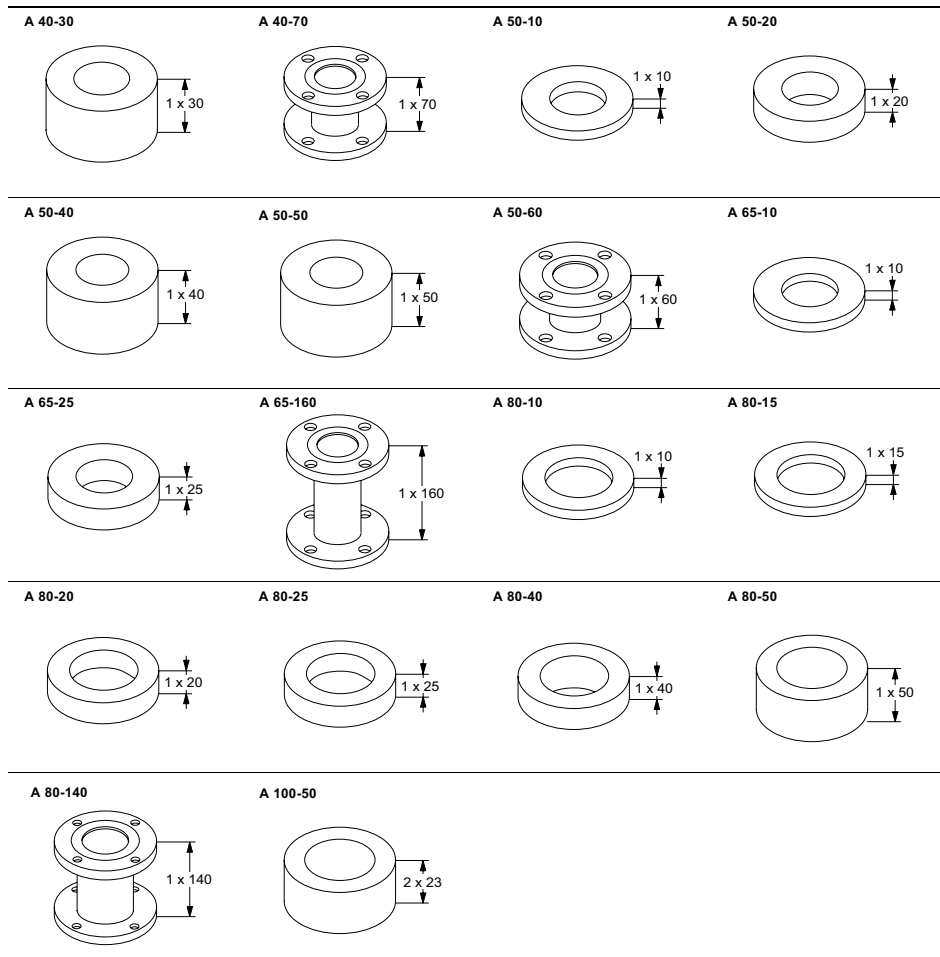 A 40-30
A 40-70
A 50-10
A 50-20
1 x 30
1 x 70
1 x 10
1 x 20
A 50-40
A 50-50
A 50-60
A 65-10
1 x 40
1 x 50
1 x 60
1 x 10
A 65-25
A 65-160
A 80-10
A 80-15
1 x 25
1 x 160
1 x 10
1 x 15
A 80-20
A 80-25
A 80-40
A 80-50
1 x 20
1 x 25
1 x 40
1 x 50
A 80-140
A 100-50
1 x 140
2 x 23